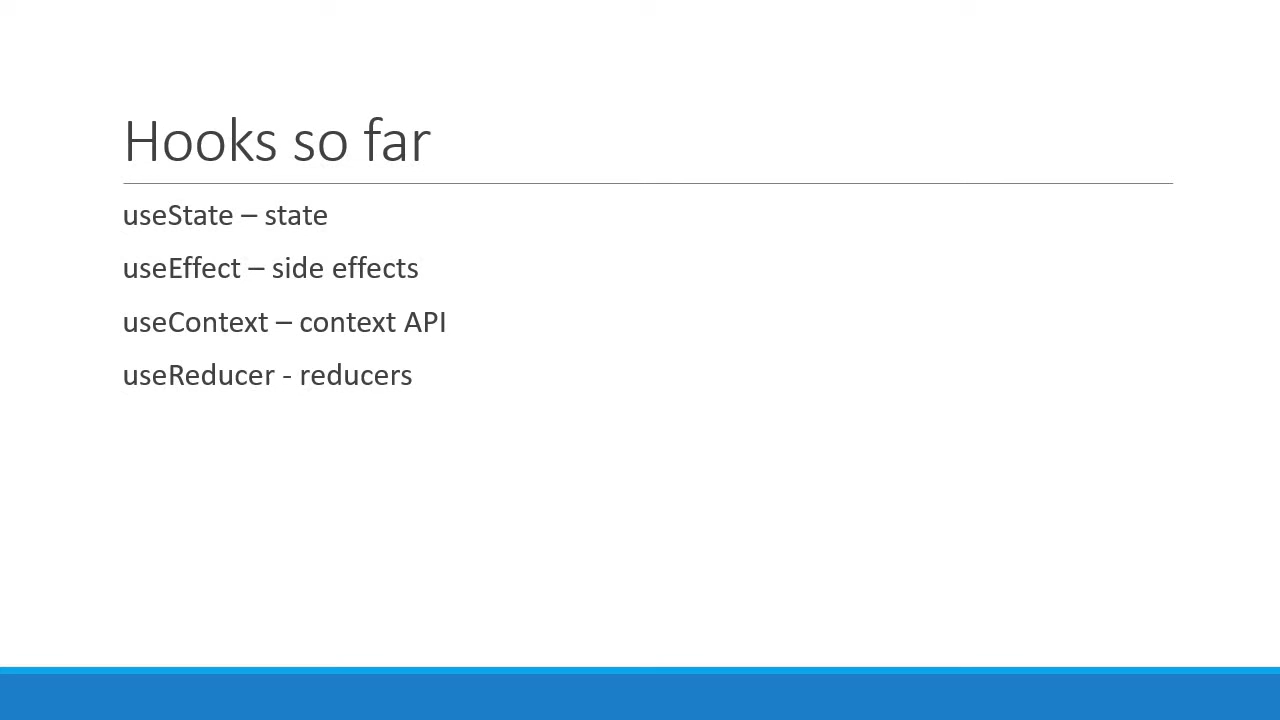 Hooks so far
useState – state
useEffect – side effects
useContext – context API
useReducer - reducers